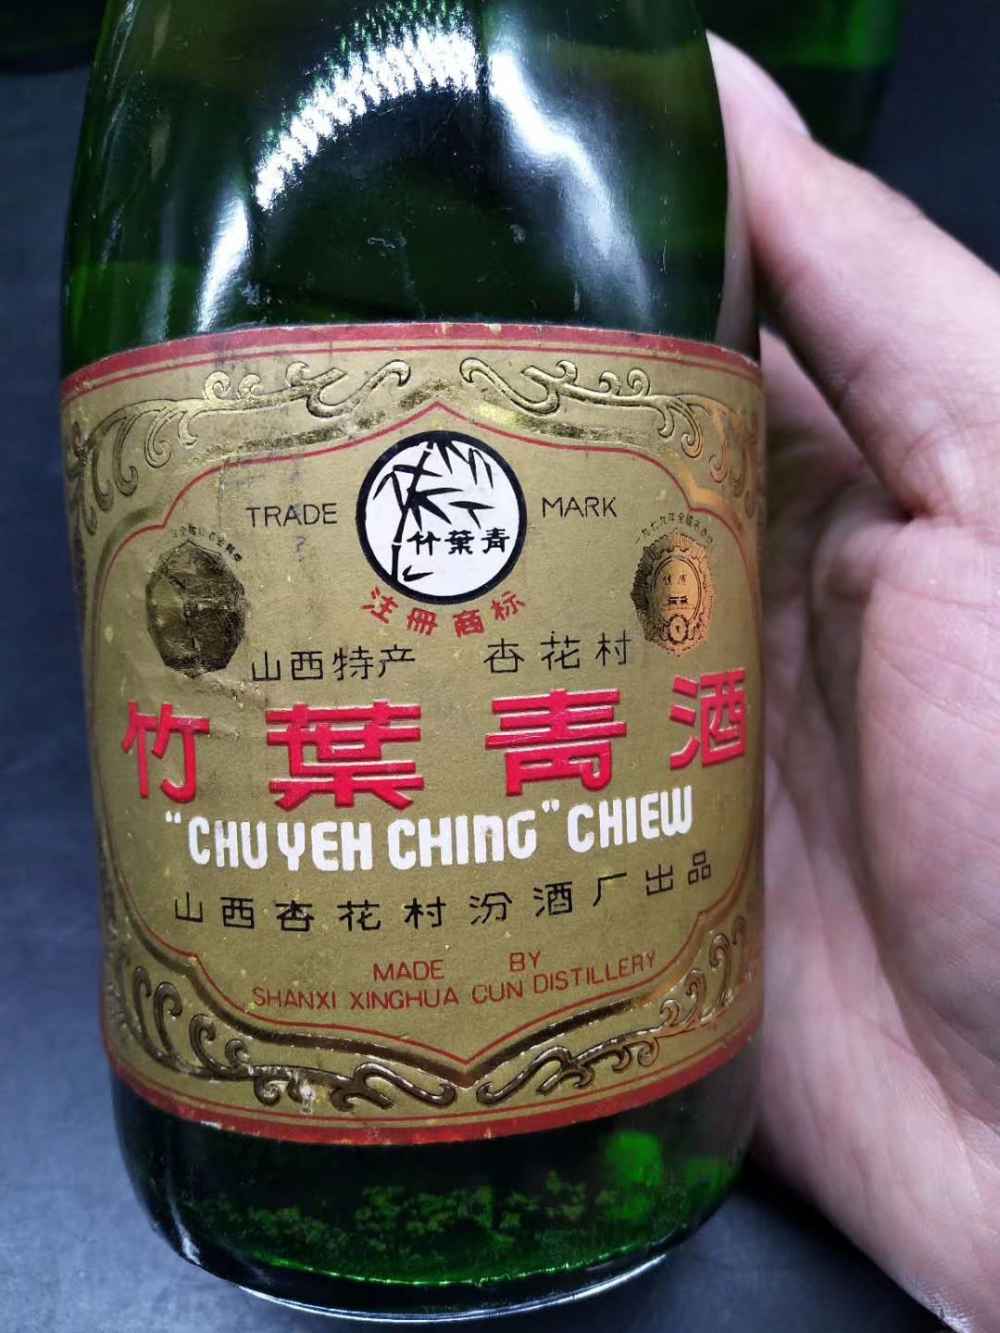 TRADE MARK
竹葉青
注册商标
山西特产 杏花村
竹葉青酒
"CHU YEH CHING" CHIEW
山西杏花村汾酒厂出品
MADE BY
SHANXI XINGHUA CUN DISTILLERY